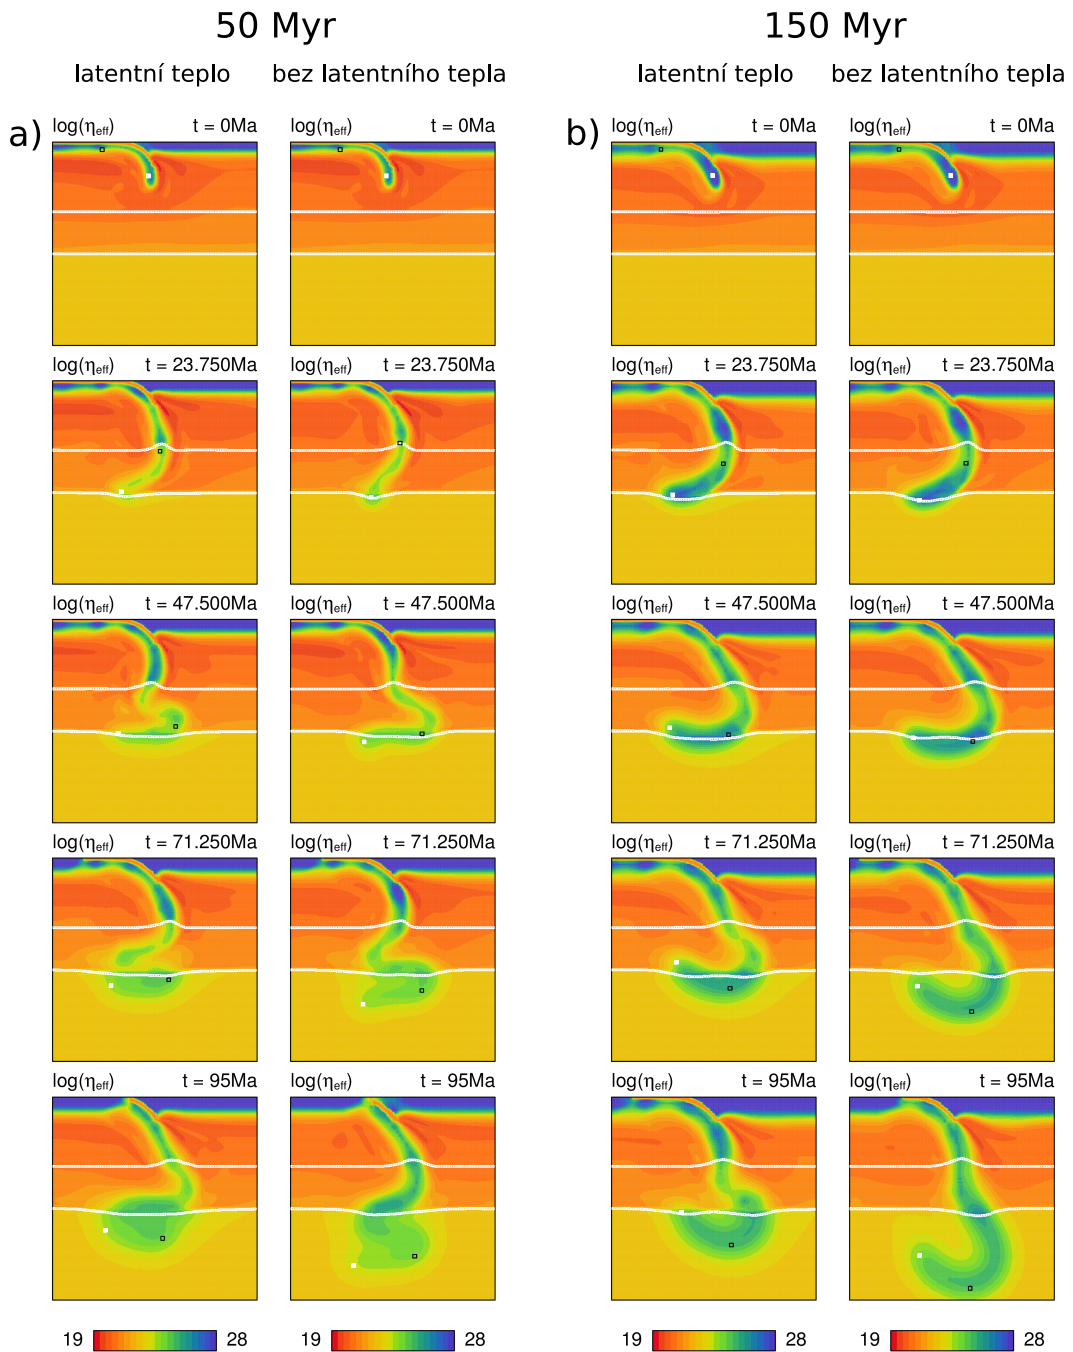 50 Myr 150 Myr
latentní teplo bez latentního tepla latentní teplo bez latentního tepla
a) b)
log(ηeff) t = 0Ma log(ηeff) t = 0Ma log(ηeff) t = 0Ma log(ηeff) t = 0Ma
log(ηeff) t = 23.750Ma log(ηeff) t = 23.750Ma log(ηeff) t = 23.750Ma log(ηeff) t = 23.750Ma
log(ηeff) t = 47.500Ma log(ηeff) t = 47.500Ma log(ηeff) t = 47.500Ma log(ηeff) t = 47.500Ma
log(ηeff) t = 71.250Ma log(ηeff) t = 71.250Ma log(ηeff) t = 71.250Ma log(ηeff) t = 71.250Ma
log(ηeff) t = 95Ma log(ηeff) t = 95Ma log(ηeff) t = 95Ma log(ηeff) t = 95Ma
19 28 19 28 19 28 19 28